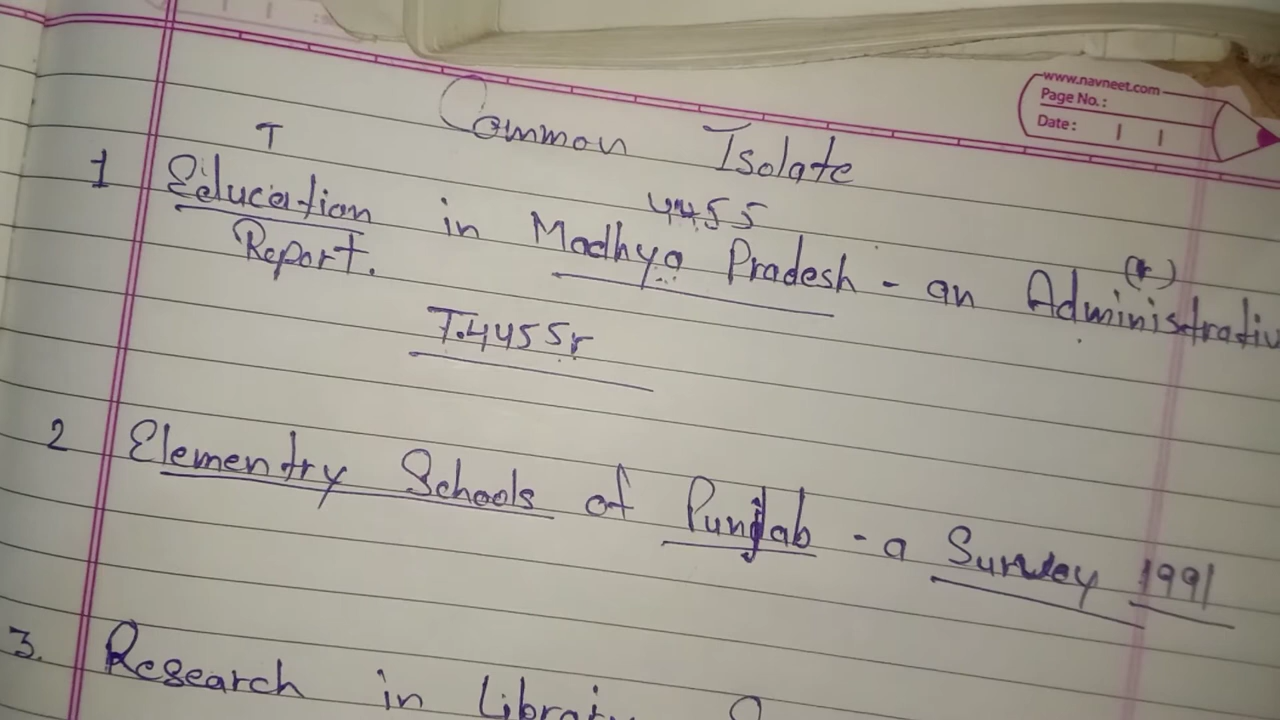 www.navneet.com
Page No.:
Date:
Common Isolate
T
4455
(r)
1 Education in Madhya Pradesh - an Administrativ
Report.
T.4455r
2 Elementry Schools of Punjab - a Survey 1991
3. Research in